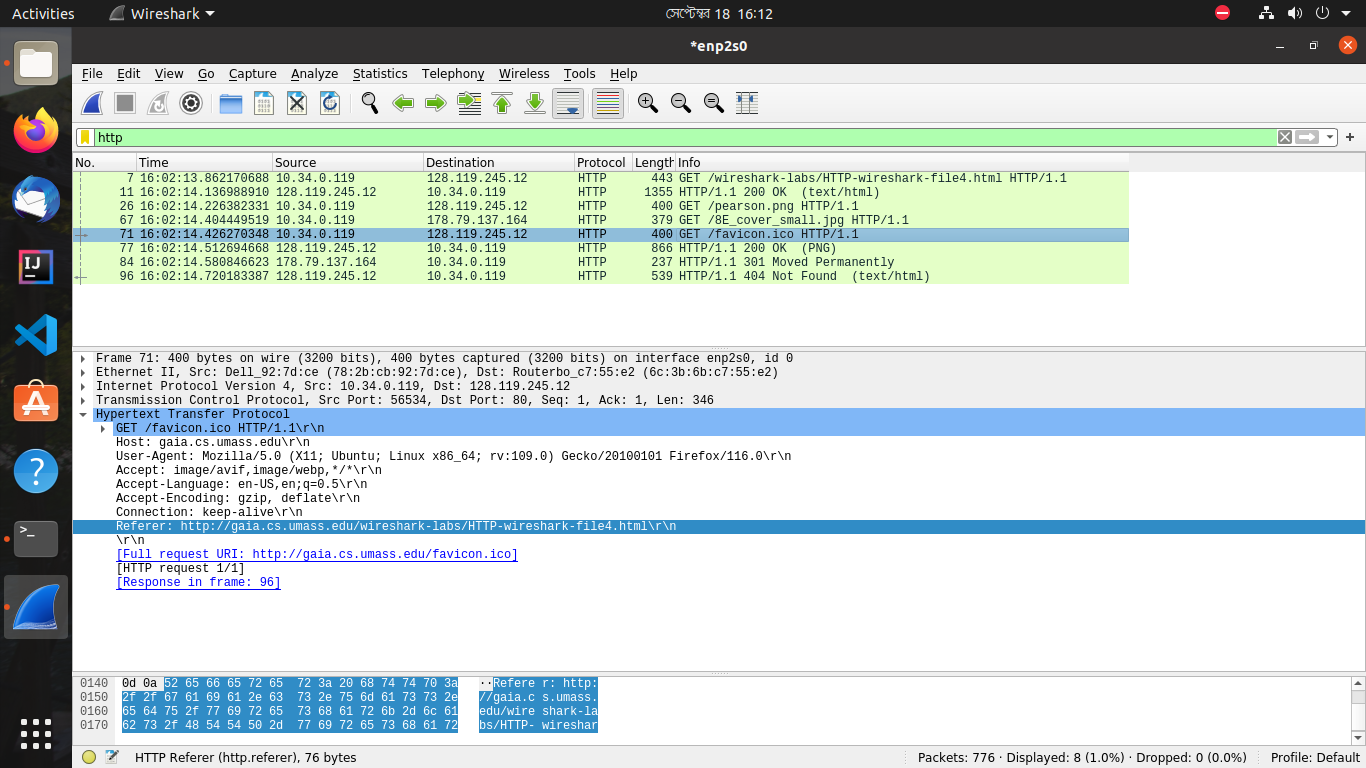 Activities Wireshark সেপ্টেম্বর 18 16:12
*enp2s0
File Edit View Go Capture Analyze Statistics Telephony Wireless Tools Help
http
No. Time Source Destination Protocol Length Info
7 16:02:13.862170688 10.34.0.119 128.119.245.12 HTTP 443 GET /wireshark-labs/HTTP-wireshark-file4.html HTTP/1.1
11 16:02:14.136988910 128.119.245.12 10.34.0.119 HTTP 1355 HTTP/1.1 200 OK (text/html)
26 16:02:14.226382331 10.34.0.119 128.119.245.12 HTTP 400 GET /pearson.png HTTP/1.1
67 16:02:14.404449519 10.34.0.119 178.79.137.164 HTTP 379 GET /8E_cover_small.jpg HTTP/1.1
71 16:02:14.426270348 10.34.0.119 128.119.245.12 HTTP 400 GET /favicon.ico HTTP/1.1
77 16:02:14.512694668 128.119.245.12 10.34.0.119 HTTP 866 HTTP/1.1 200 OK (PNG)
84 16:02:14.580846623 178.79.137.164 10.34.0.119 HTTP 237 HTTP/1.1 301 Moved Permanently
96 16:02:14.720183387 128.119.245.12 10.34.0.119 HTTP 539 HTTP/1.1 404 Not Found (text/html)
Frame 71: 400 bytes on wire (3200 bits), 400 bytes captured (3200 bits) on interface enp2s0, id 0
Ethernet II, Src: Dell_92:7d:ce (78:2b:cb:92:7d:ce), Dst: Routerbo_c7:55:e2 (6c:3b:6b:c7:55:e2)
Internet Protocol Version 4, Src: 10.34.0.119, Dst: 128.119.245.12
Transmission Control Protocol, Src Port: 56534, Dst Port: 80, Seq: 1, Ack: 1, Len: 346
Hypertext Transfer Protocol
GET /favicon.ico HTTP/1.1\r\n
Host: gaia.cs.umass.edu\r\n
User-Agent: Mozilla/5.0 (X11; Ubuntu; Linux x86_64; rv:109.0) Gecko/20100101 Firefox/116.0\r\n
Accept: image/avif,image/webp,*/*\r\n
Accept-Language: en-US,en;q=0.5\r\n
Accept-Encoding: gzip, deflate\r\n
Connection: keep-alive\r\n
Referer: http://gaia.cs.umass.edu/wireshark-labs/HTTP-wireshark-file4.html\r\n
\r\n
[Full request URI: http://gaia.cs.umass.edu/favicon.ico]
[HTTP request 1/1]
[Response in frame: 96]
0140 0d 0a 52 65 66 65 72 65 72 3a 20 68 74 74 70 3a ··Refere r: http:
0150 2f 2f 67 61 69 61 2e 63 73 2e 75 6d 61 73 73 2e //gaia.c s.umass.
0160 65 64 75 2f 77 69 72 65 73 68 61 72 6b 2d 6c 61 edu/wire shark-la
0170 62 73 2f 48 54 54 50 2d 77 69 72 65 73 68 61 72 bs/HTTP- wireshar
HTTP Referer (http.referer), 76 bytes Packets: 776 · Displayed: 8 (1.0%) · Dropped: 0 (0.0%) Profile: Default